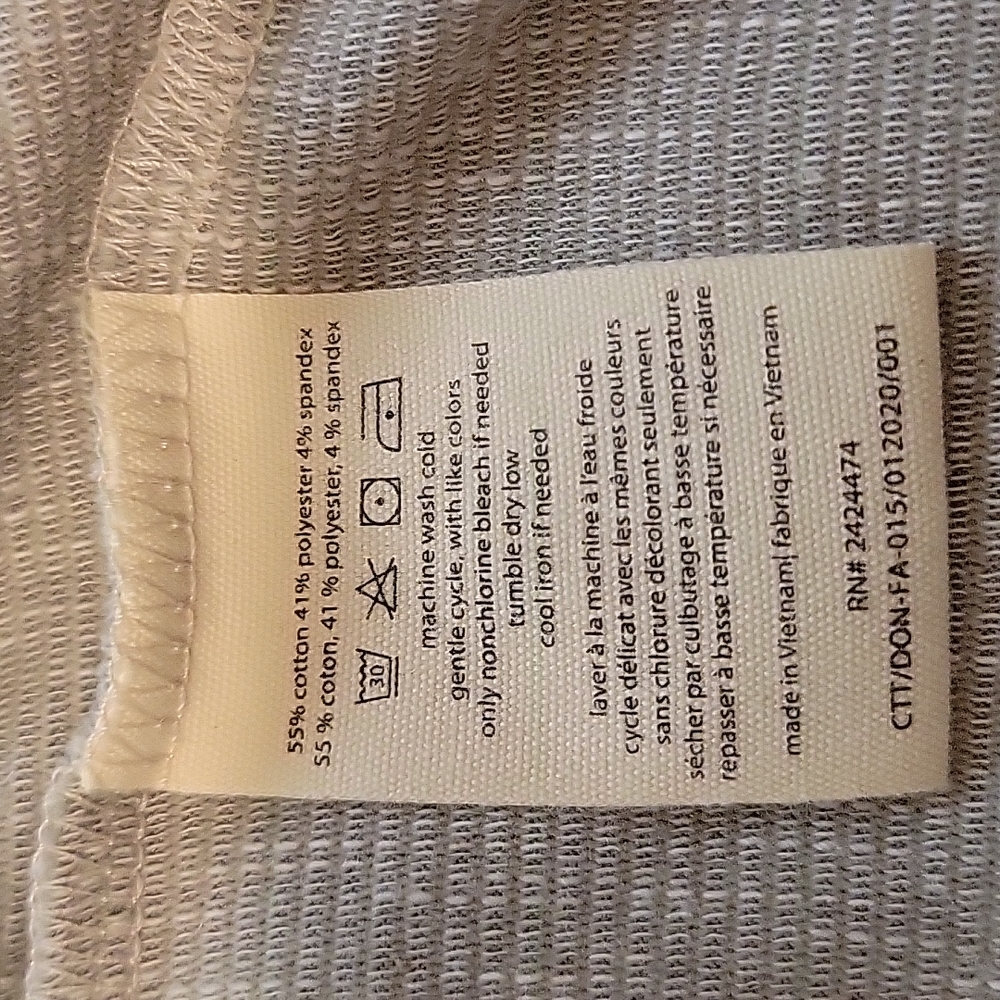 55% cotton 41% polyester 4% spandex
55 % coton, 41 % polyester, 4 % spandex
30
machine wash cold
gentle cycle, with like colors
only nonchlorine bleach if needed
tumble dry low
cool iron if needed
laver à la machine à l'eau froide
cycle délicat avec les mêmes couleurs
sans chlorure décolorant seulement
sécher par culbutage à basse température
repasser à basse température si nécessaire
made in Vietnam| fabrique en Vietnam
RN# 2424474
CTT/DON-FA-015/012020/001